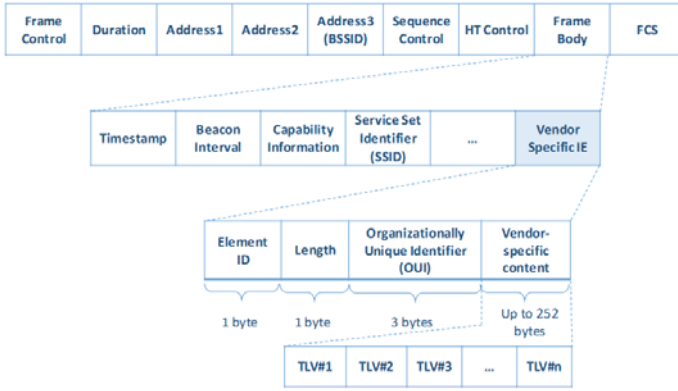 Frame Control
Duration
Address1
Address2
Address3 (BSSID)
Sequence Control
HT Control
Frame Body
FCS
Timestamp
Beacon Interval
Capability Information
Service Set Identifier (SSID)
...
Vendor Specific IE
Element ID
Length
Organizationally Unique Identifier (OUI)
Vendor-specific content
1 byte
1 byte
3 bytes
Up to 252 bytes
TLV#1
TLV#2
TLV#3
...
TLV#n